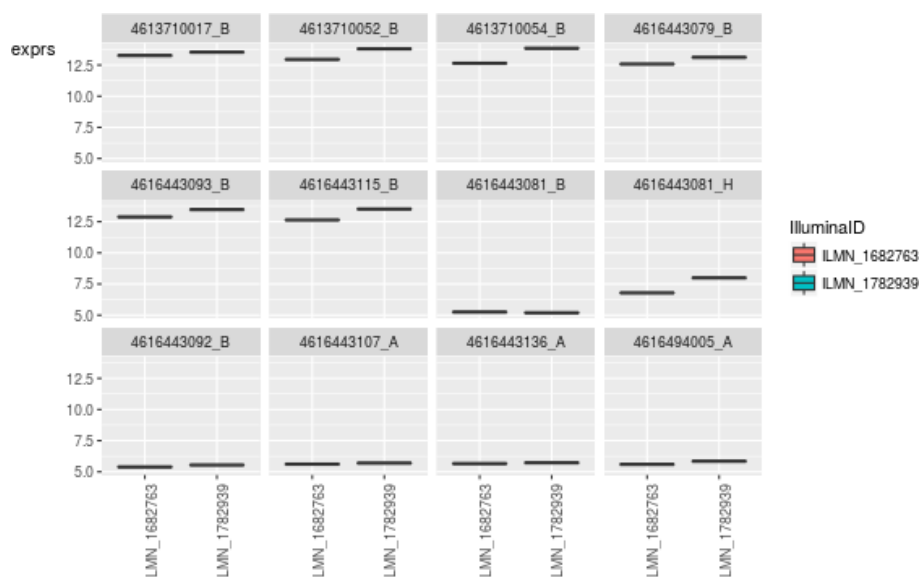 exprs
4613710017_B 4613710052_B 4613710054_B 4616443079_B
12.5
10.0
7.5
5.0
4616443093_B 4616443115_B 4616443081_B 4616443081_H
12.5
10.0
7.5
5.0
4616443092_B 4616443107_A 4616443136_A 4616494005_A
12.5
10.0
7.5
5.0
LMN_1682763 LMN_1782939 LMN_1682763 LMN_1782939 LMN_1682763 LMN_1782939 LMN_1682763 LMN_1782939
IlluminaID
ILMN_1682763
ILMN_1782939